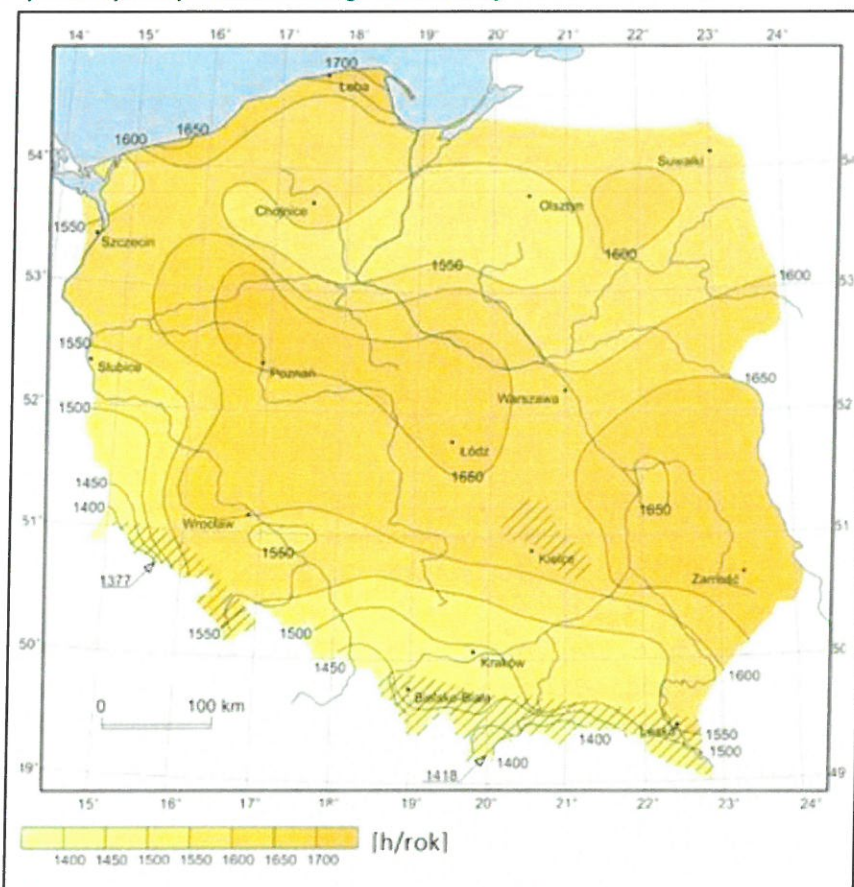 14° 15° 16° 17° 18° 19° 20° 21° 22° 23° 24°
1700
Łeba
1650
1600
54°
Suwałki
Chojnice
Olsztyn
1550
Szczecin
1600
53°
1550
1600
1550
Słubice
Poznań
1650
52°
1500
Warszawa
Łódź
1650
1450
1400
51°
Wrocław
1650
1550
Kielce
Zamość
1377
50°
1550
1500
50
1450
Kraków
1600
0 100 km
Bielsko-Biała
Lesko
1550
1400
1500
1400
1418
49°
15° 16° 17° 18° 19° 20° 21° 22° 23° 24°
1400 1450 1500 1550 1600 1650 1700
[h/rok]